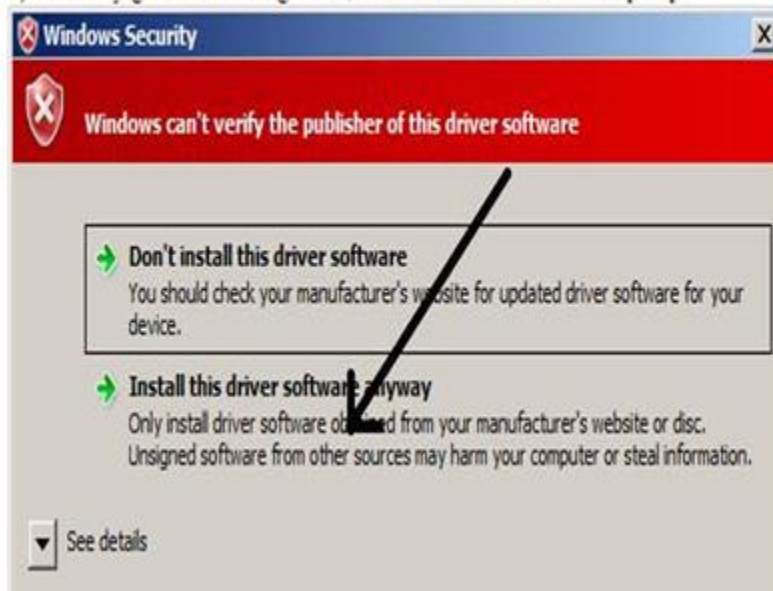 Windows Security
X
Windows can't verify the publisher of this driver software
Don't install this driver software
You should check your manufacturer's website for updated driver software for your
device.
Install this driver software anyway
Only install driver software obtained from your manufacturer's website or disc.
Unsigned software from other sources may harm your computer or steal information.
See details